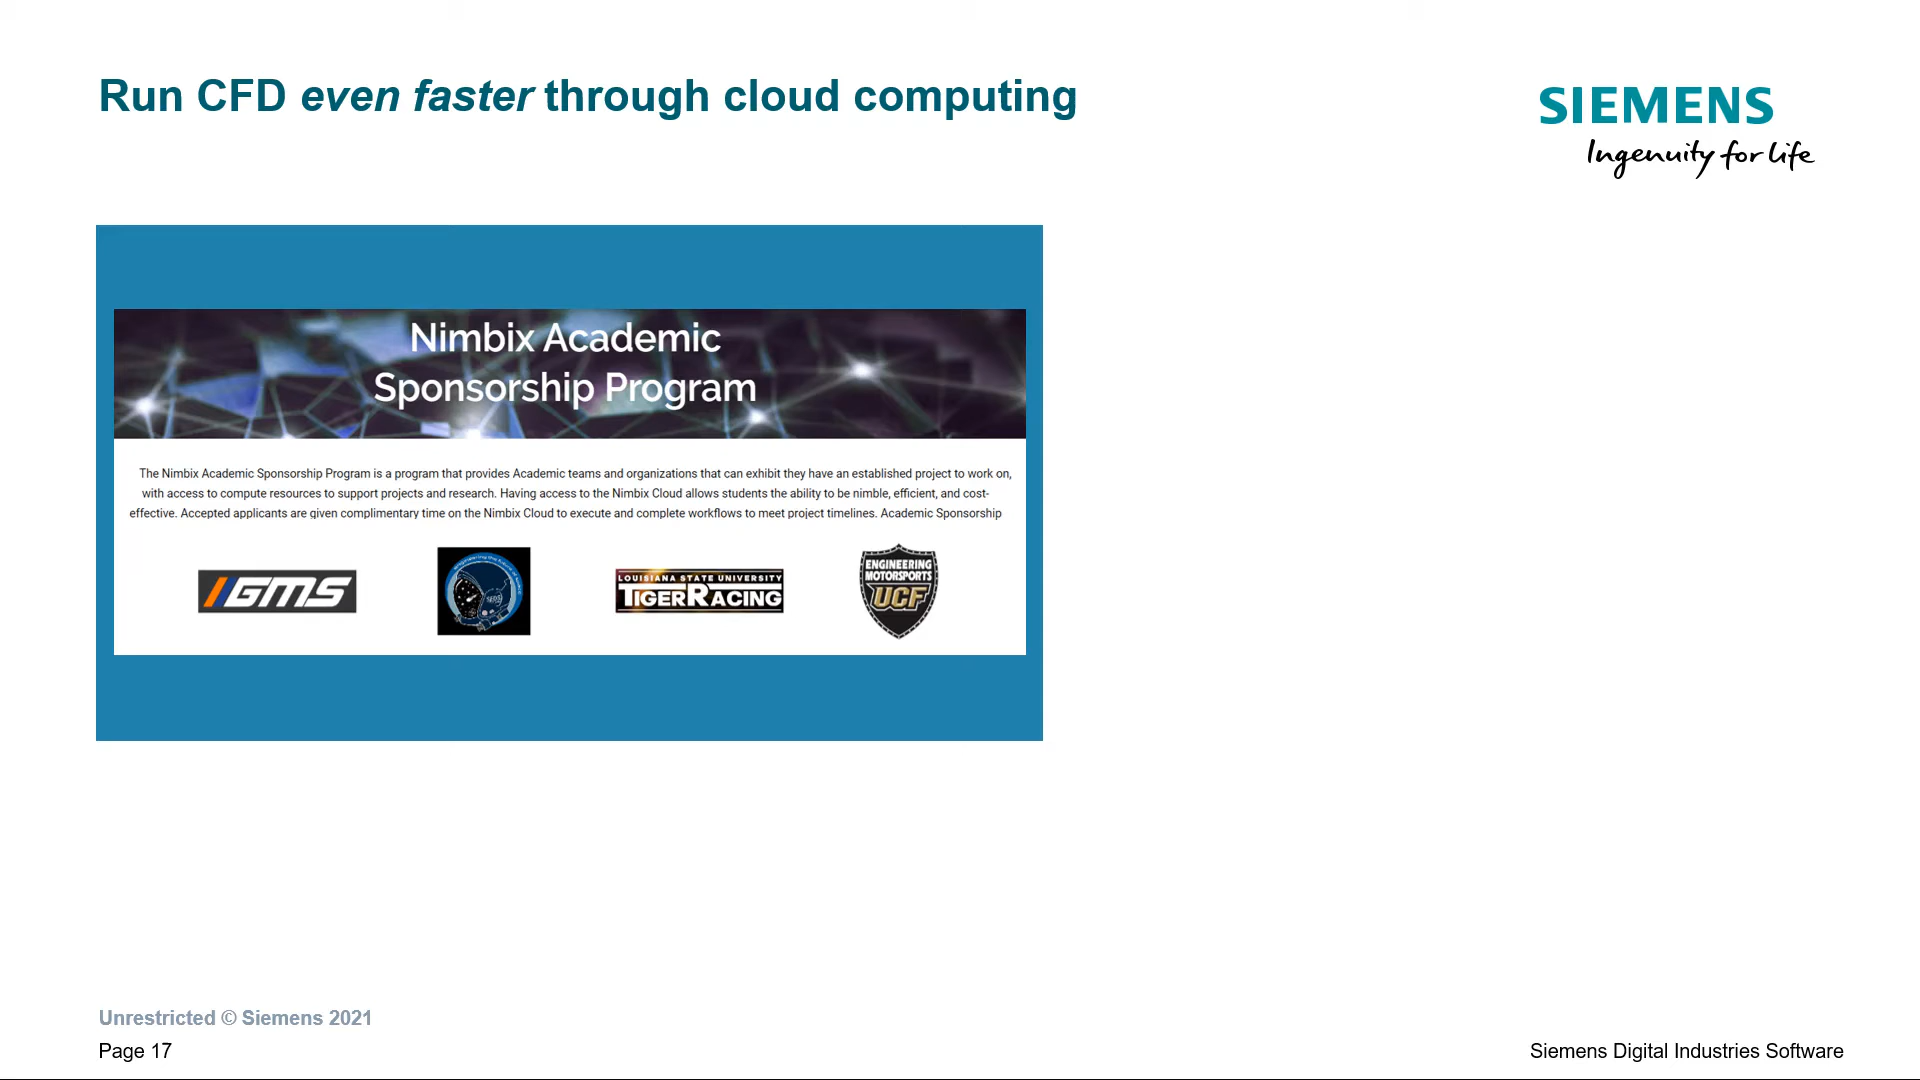 Run CFD even faster through cloud computing
SIEMENS
Ingenuity for life
Nimbix Academic
Sponsorship Program
The Nimbix Academic Sponsorship Program is a program that provides Academic teams and organizations that can exhibit they have an established project to work on,
with access to compute resources to support projects and research. Having access to the Nimbix Cloud allows students the ability to be nimble, efficient, and cost-
effective. Accepted applicants are given complimentary time on the Nimbix Cloud to execute and complete workflows to meet project timelines. Academic Sponsorship
GMS
LOUISIANA STATE UNIVERSITY
TIGERRACING
ENGINEERING
MOTORSPORTS
UCF
Unrestricted © Siemens 2021
Page 17
Siemens Digital Industries Software